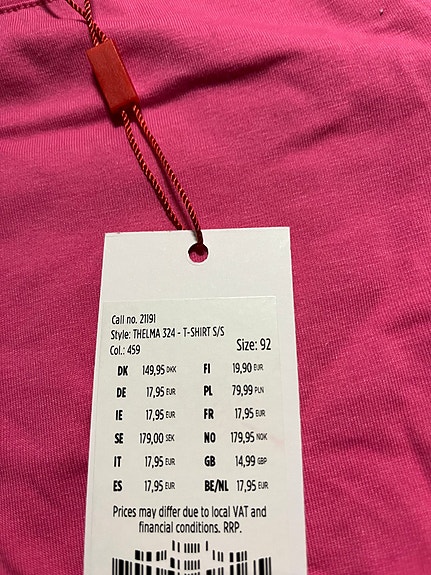 Call no. 21191
Style: THELMA 324 - T-SHIRT S/S
Col.: 459 Size: 92
DK 149,95 DKK FI 19,90 EUR
DE 17,95 EUR PL 79,99 PLN
IE 17,95 EUR FR 17,95 EUR
SE 179,00 SEK NO 179,95 NOK
IT 17,95 EUR GB 14,99 GBP
ES 17,95 EUR BE/NL 17,95 EUR
Prices may differ due to local VAT and
financial conditions. RRP.